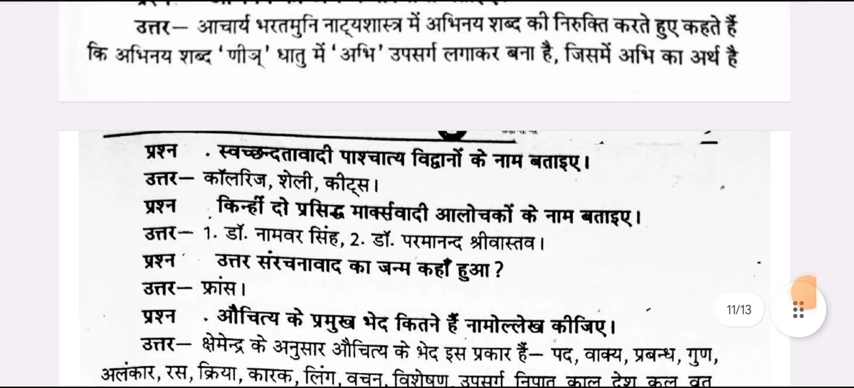 उत्तर— आचार्य भरतमुनि नाट्यशास्त्र में अभिनय शब्द की निरुक्ति करते हुए कहते हैं
कि अभिनय शब्द 'णीञ्' धातु में 'अभि' उपसर्ग लगाकर बना है, जिसमें अभि का अर्थ है
प्रश्न . स्वच्छन्दतावादी पाश्चात्य विद्वानों के नाम बताइए।
उत्तर— कॉलरिज, शेली, कीट्स।
प्रश्न किन्हीं दो प्रसिद्ध मार्क्सवादी आलोचकों के नाम बताइए।
उत्तर— 1. डॉ. नामवर सिंह, 2. डॉ. परमानन्द श्रीवास्तव।
प्रश्न उत्तर संरचनावाद का जन्म कहाँ हुआ ?
उत्तर— फ्रांस।
11/13
प्रश्न . औचित्य के प्रमुख भेद कितने हैं नामोल्लेख कीजिए।
उत्तर— क्षेमेन्द्र के अनुसार औचित्य के भेद इस प्रकार हैं— पद, वाक्य, प्रबन्ध, गुण,
अलंकार, रस, क्रिया, कारक, लिंग, वचन, विशेषण, उपसर्ग निपात काल देश कुल व्रत